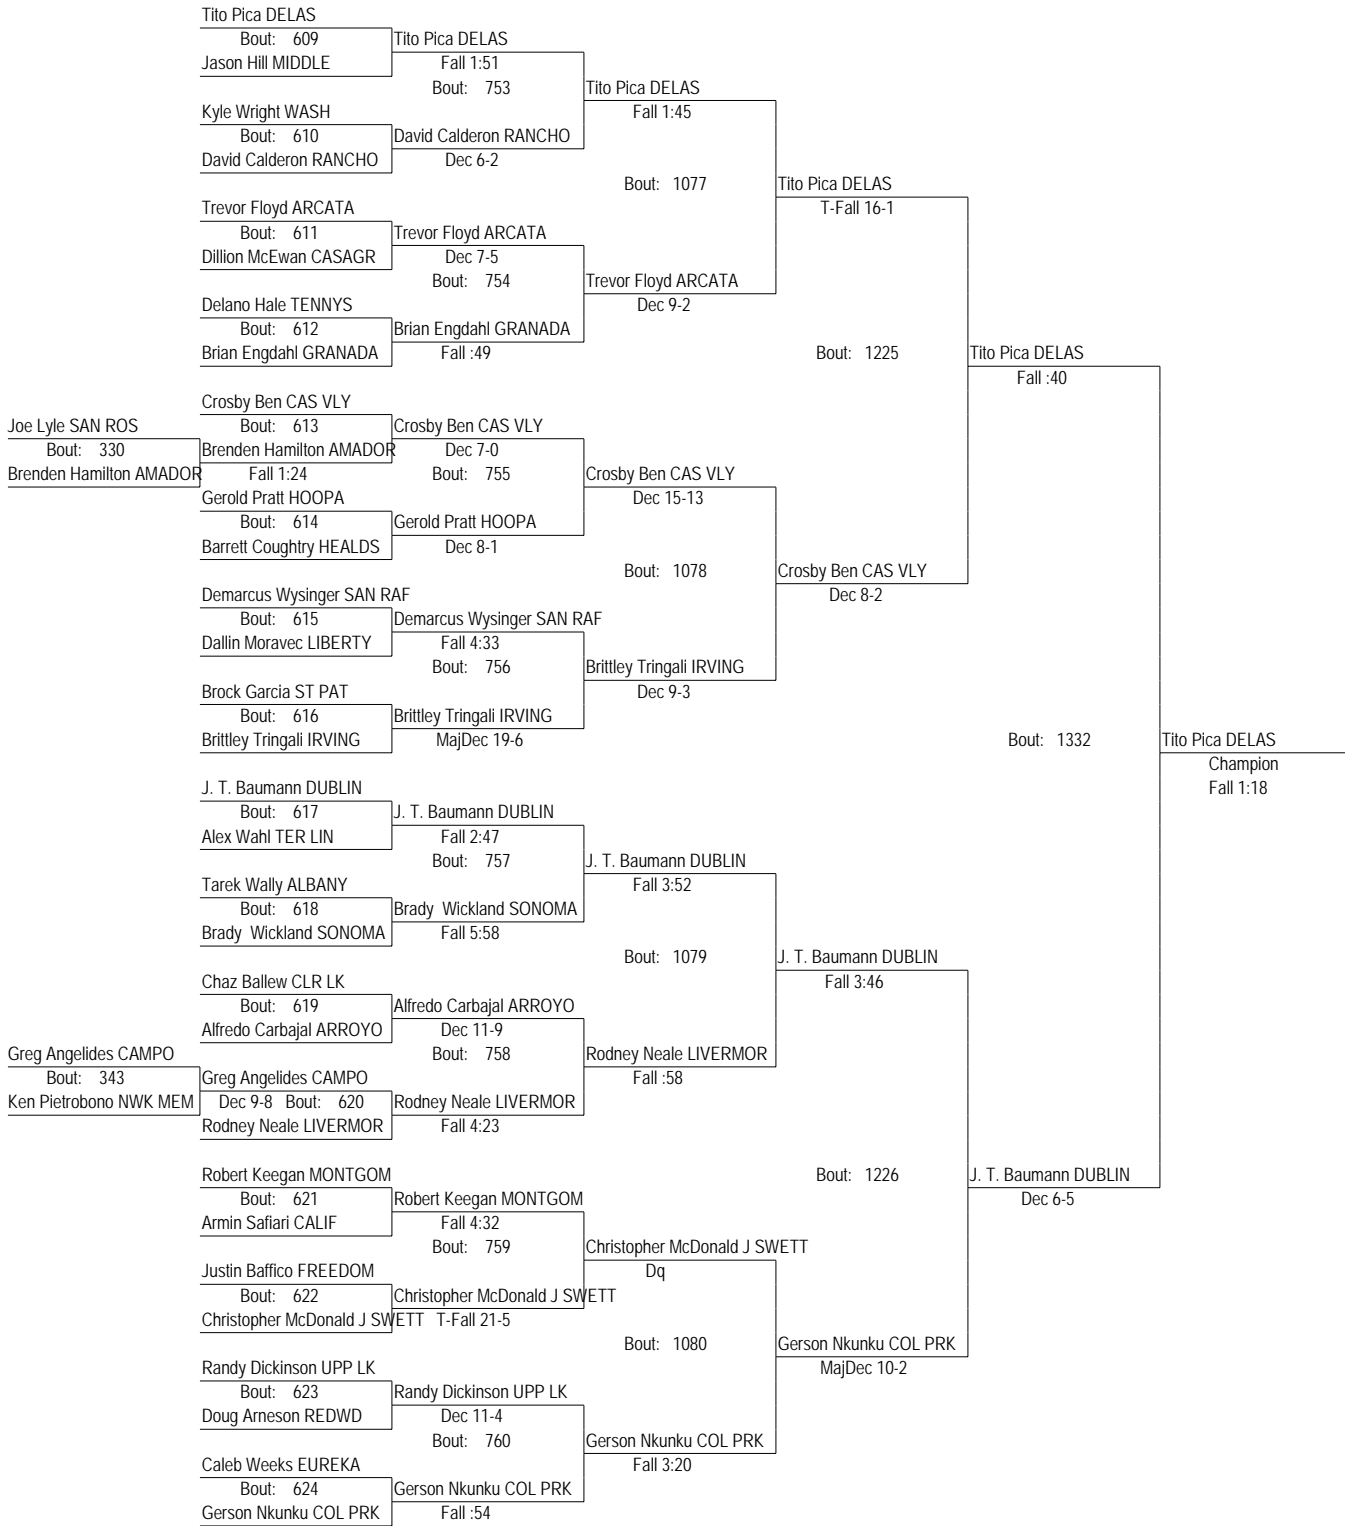 Tito Pica DELAS
Bout: 609 Tito Pica DELAS
Jason Hill MIDDLE Fall 1:51
Bout: 753 Tito Pica DELAS
Kyle Wright WASH Fall 1:45
Bout: 610 David Calderon RANCHO
David Calderon RANCHO Dec 6-2
Bout: 1077 Tito Pica DELAS
Trevor Floyd ARCATA T-Fall 16-1
Bout: 611 Trevor Floyd ARCATA
Dillion McEwan CASAGR Dec 7-5
Bout: 754 Trevor Floyd ARCATA
Delano Hale TENNYS Dec 9-2
Bout: 612 Brian Engdahl GRANADA
Brian Engdahl GRANADA Fall :49 Bout: 1225 Tito Pica DELAS
Fall :40
Crosby Ben CAS VLY
Joe Lyle SAN ROS Bout: 613 Crosby Ben CAS VLY
Bout: 330 Brenden Hamilton AMADOR Dec 7-0
Brenden Hamilton AMADOR Fall 1:24 Bout: 755 Crosby Ben CAS VLY
Gerold Pratt HOOPA Dec 15-13
Bout: 614 Gerold Pratt HOOPA
Barrett Coughtry HEALDS Dec 8-1
Bout: 1078 Crosby Ben CAS VLY
Demarcus Wysinger SAN RAF Dec 8-2
Bout: 615 Demarcus Wysinger SAN RAF
Dallin Moravec LIBERTY Fall 4:33
Bout: 756 Brittley Tringali IRVING
Brock Garcia ST PAT Dec 9-3
Bout: 616 Brittley Tringali IRVING
Brittley Tringali IRVING MajDec 19-6 Bout: 1332 Tito Pica DELAS
Champion
J. T. Baumann DUBLIN Fall 1:18
Bout: 617 J. T. Baumann DUBLIN
Alex Wahl TER LIN Fall 2:47
Bout: 757 J. T. Baumann DUBLIN
Tarek Wally ALBANY Fall 3:52
Bout: 618 Brady Wickland SONOMA
Brady Wickland SONOMA Fall 5:58
Bout: 1079 J. T. Baumann DUBLIN
Chaz Ballew CLR LK Fall 3:46
Bout: 619 Alfredo Carbajal ARROYO
Alfredo Carbajal ARROYO Dec 11-9
Greg Angelides CAMPO Bout: 758 Rodney Neale LIVERMOR
Bout: 343 Greg Angelides CAMPO Fall :58
Ken Pietrobono NWK MEM Dec 9-8 Bout: 620 Rodney Neale LIVERMOR
Rodney Neale LIVERMOR Fall 4:23
Robert Keegan MONTGOM Bout: 1226 J. T. Baumann DUBLIN
Bout: 621 Robert Keegan MONTGOM Dec 6-5
Armin Safiari CALIF Fall 4:32
Bout: 759 Christopher McDonald J SWETT
Justin Baffico FREEDOM Dq
Bout: 622 Christopher McDonald J SWETT
Christopher McDonald J SWETT T-Fall 21-5
Bout: 1080 Gerson Nkunku COL PRK
Randy Dickinson UPP LK MajDec 10-2
Bout: 623 Randy Dickinson UPP LK
Doug Arneson REDWD Dec 11-4
Bout: 760 Gerson Nkunku COL PRK
Caleb Weeks EUREKA Fall 3:20
Bout: 624 Gerson Nkunku COL PRK
Gerson Nkunku COL PRK Fall :54